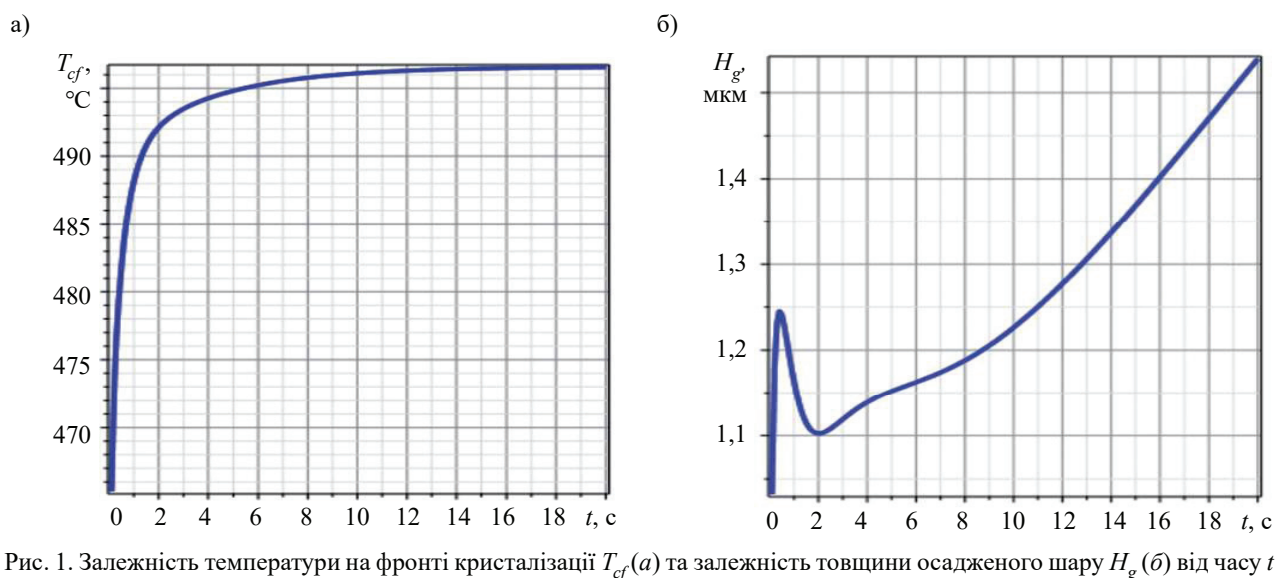 а)
T_cf,
°C
490
485
480
475
470
0 2 4 6 8 10 12 14 16 18 t, с
б)
H_g,
мкм
1,4
1,3
1,2
1,1
0 2 4 6 8 10 12 14 16 18 t, с
Рис. 1. Залежність температури на фронті кристалізації T_cf (а) та залежність товщини осадженого шару H_g (б) від часу t